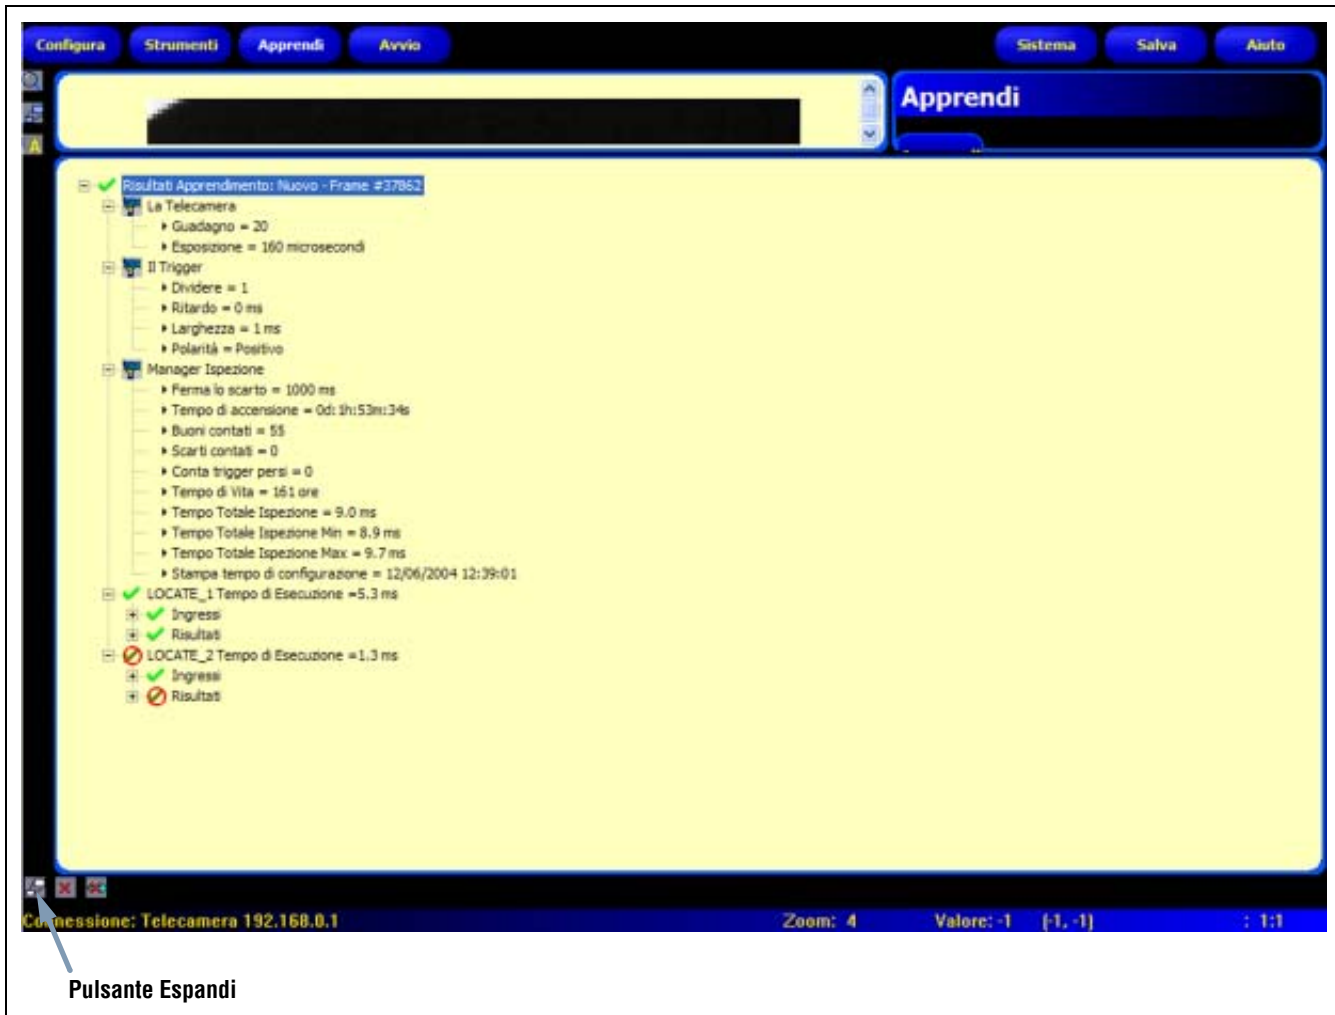 Configura Strumenti Apprendi Avvio Sistema Salva Aiuto
A
Apprendi
Risultati Apprendimento: Nuovo - Frame #37862
La Telecamera
Guadagno = 20
Esposizione = 160 microsecondi
Il Trigger
Dividere = 1
Ritardo = 0 ms
Larghezza = 1 ms
Polarità = Positivo
Manager Ispezione
Ferma lo scarto = 1000 ms
Tempo di accensione = 0d:1h:53m:34s
Buoni contati = 55
Scarti contati = 0
Conta trigger persi = 0
Tempo di Vita = 161 ore
Tempo Totale Ispezione = 9.0 ms
Tempo Totale Ispezione Min = 8.9 ms
Tempo Totale Ispezione Max = 9.7 ms
Stampa tempo di configurazione = 12/06/2004 12:39:01
LOCATE_1 Tempo di Esecuzione =5.3 ms
Ingressi
Risultati
LOCATE_2 Tempo di Esecuzione =1.3 ms
Ingressi
Risultati
Connessione: Telecamera 192.168.0.1 Zoom: 4 Valore: -1 (-1, -1) : 1:1
Pulsante Espandi